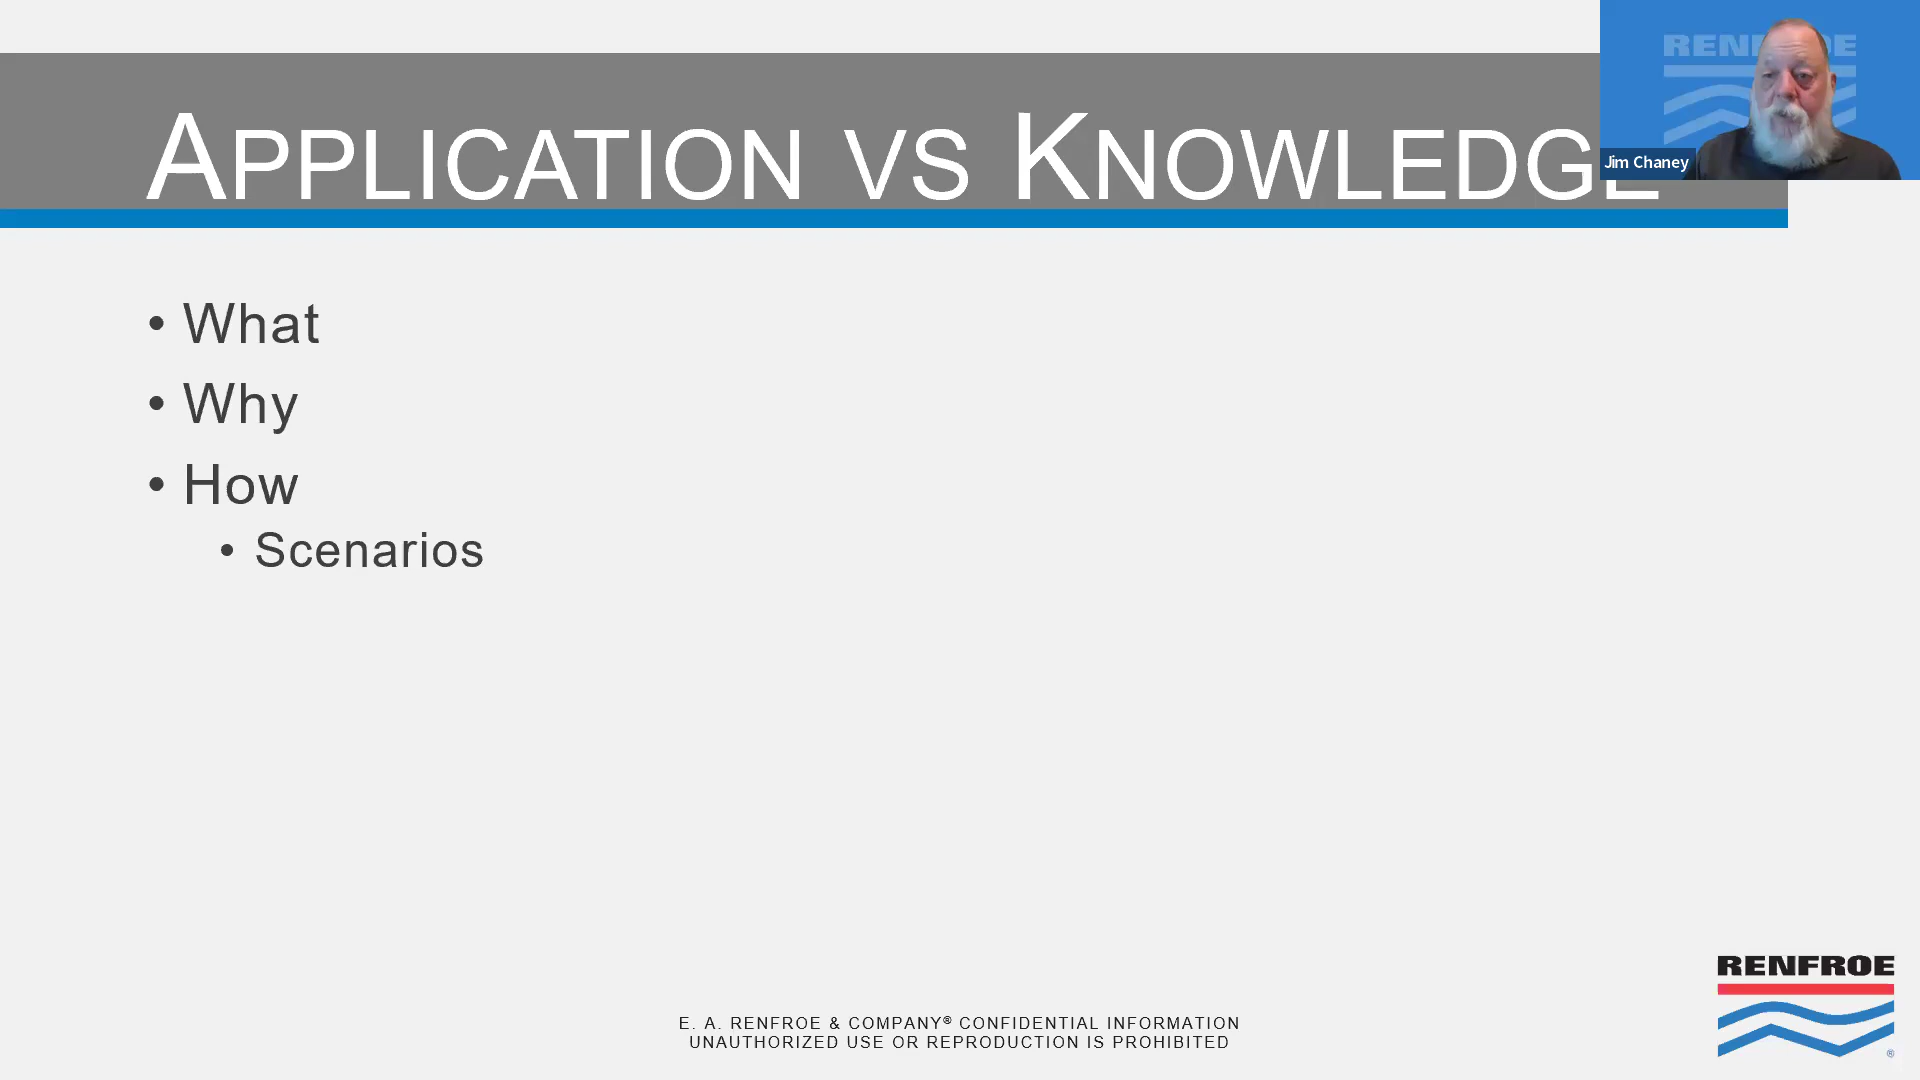 APPLICATION VS KNOWLEDGE
RENFROE
Jim Chaney
• What
• Why
• How
• Scenarios
RENFROE
®
E. A. RENFROE & COMPANY® CONFIDENTIAL INFORMATION
UNAUTHORIZED USE OR REPRODUCTION IS PROHIBITED